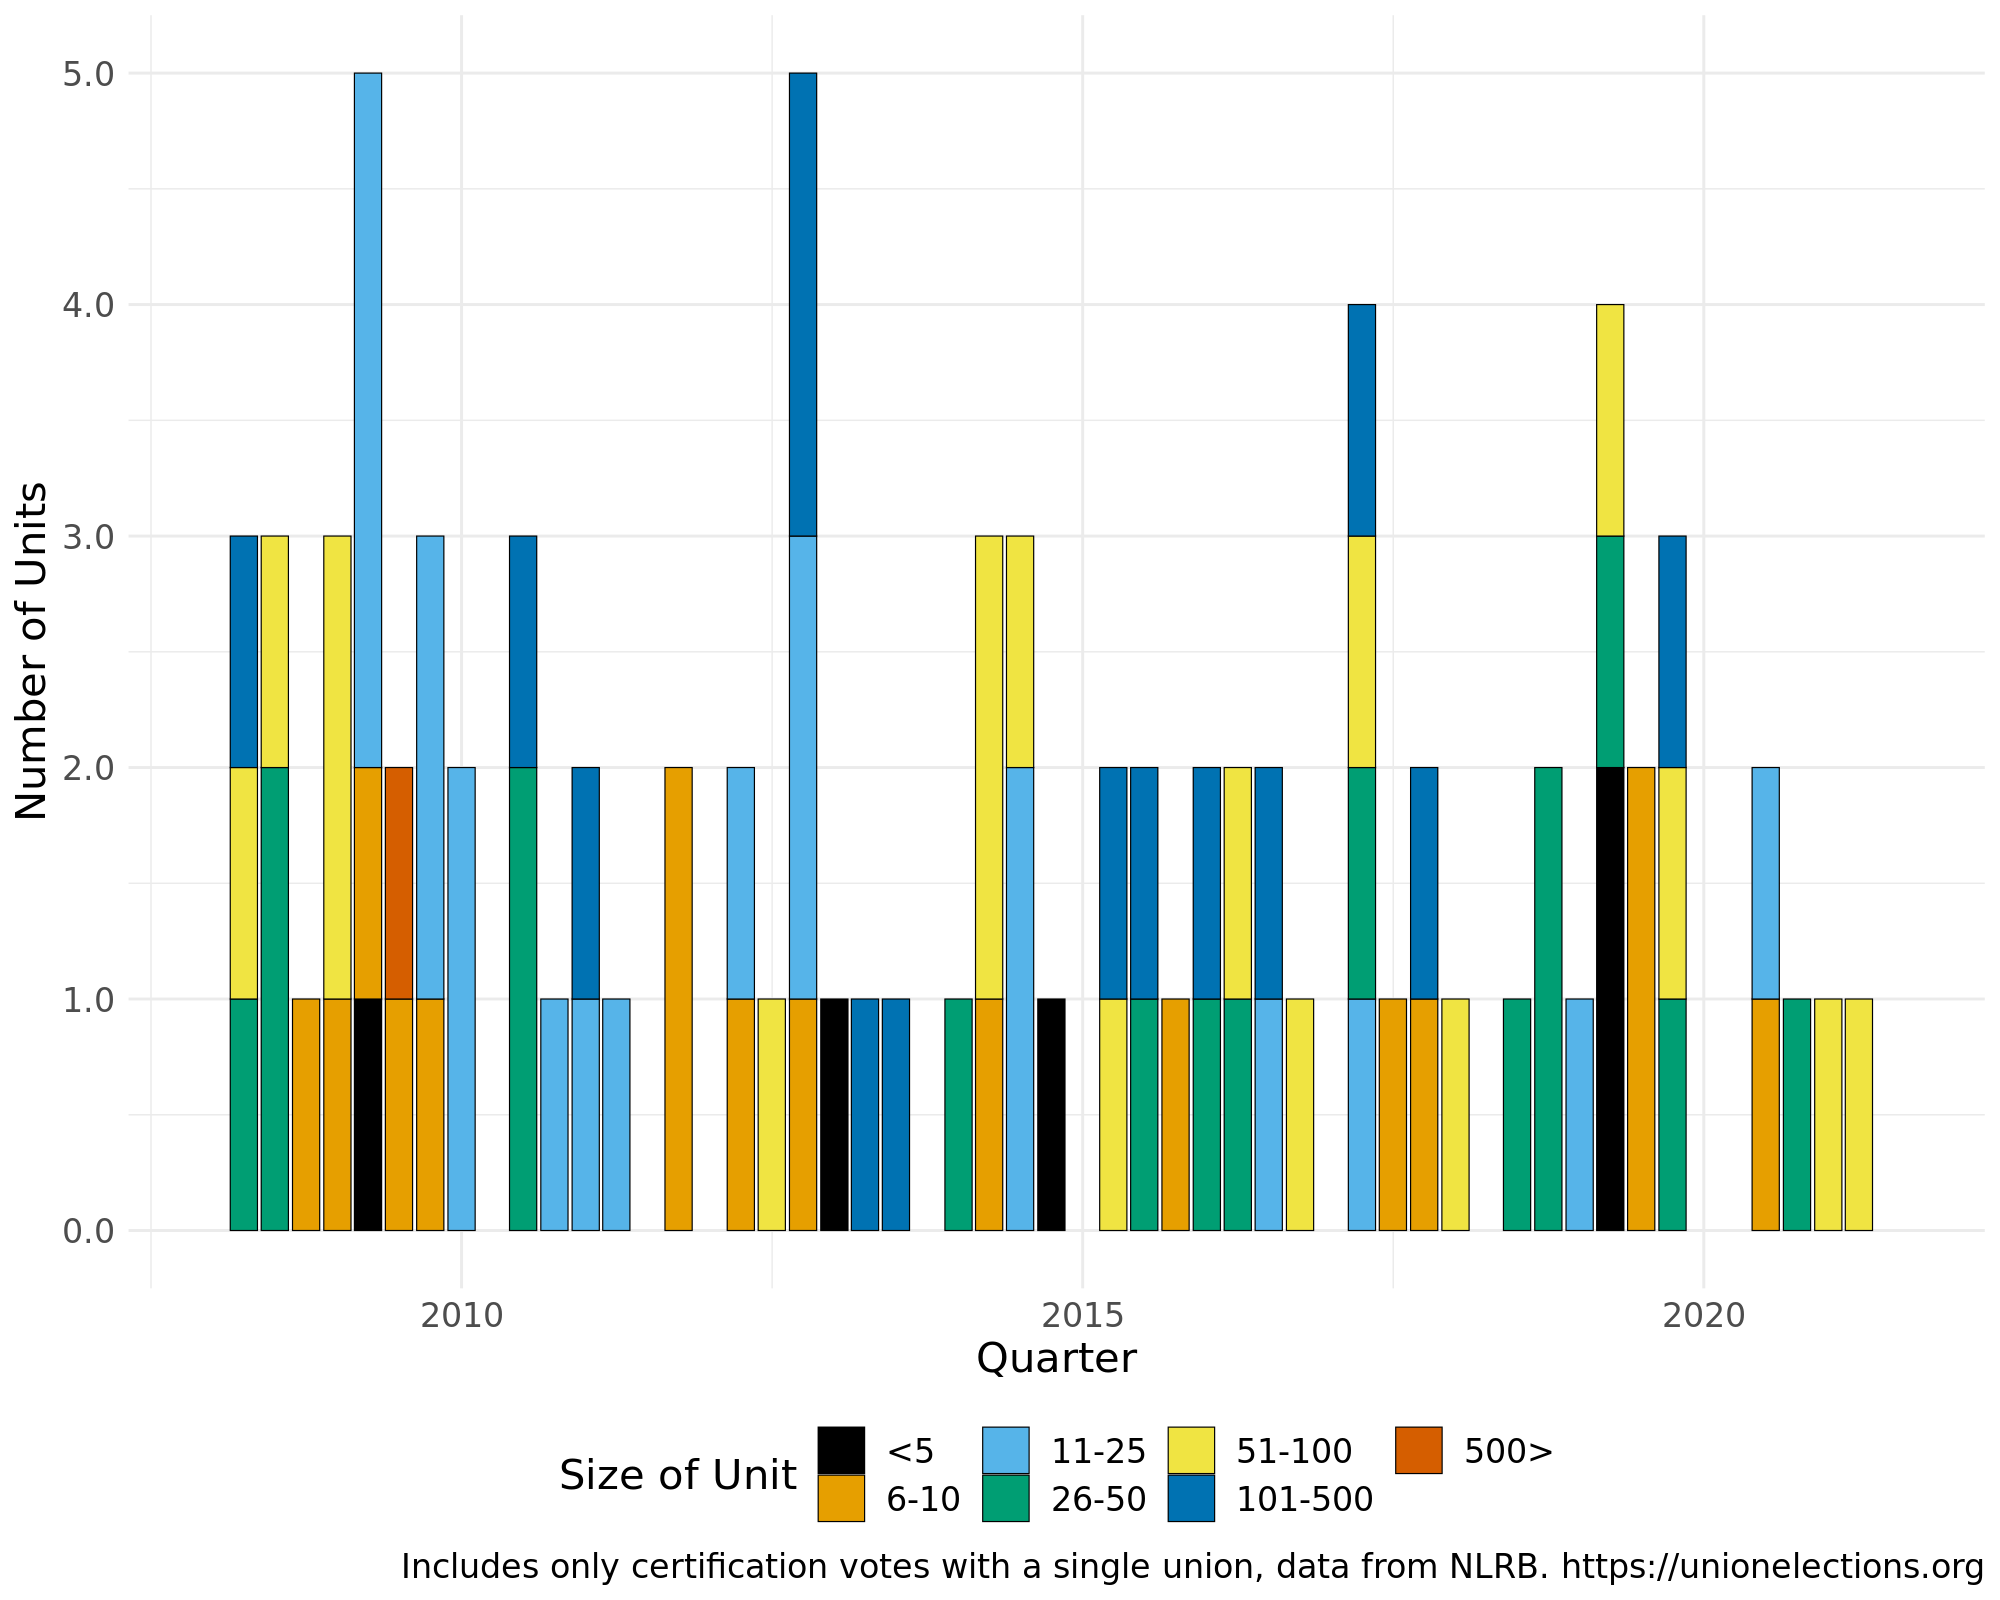 5.0
4.0
3.0
2.0
1.0
0.0
Number of Units
2010 2015 2020
Quarter
Size of Unit
<5 11-25 51-100 500>
6-10 26-50 101-500
Includes only certification votes with a single union, data from NLRB. https://unionelections.org